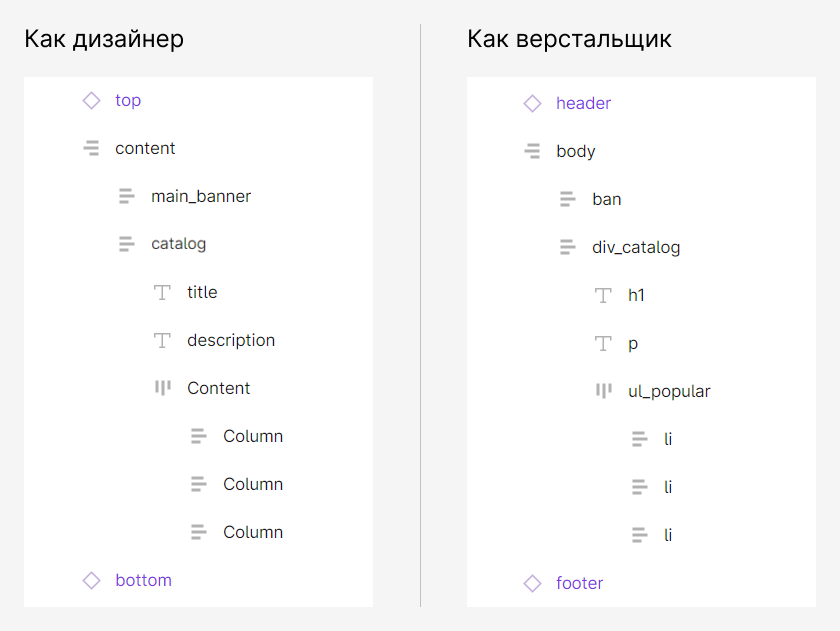 Как дизайнер
top
content
main_banner
catalog
title
description
Content
Column
Column
Column
bottom
Как верстальщик
header
body
ban
div_catalog
h1
p
ul_popular
li
li
li
footer